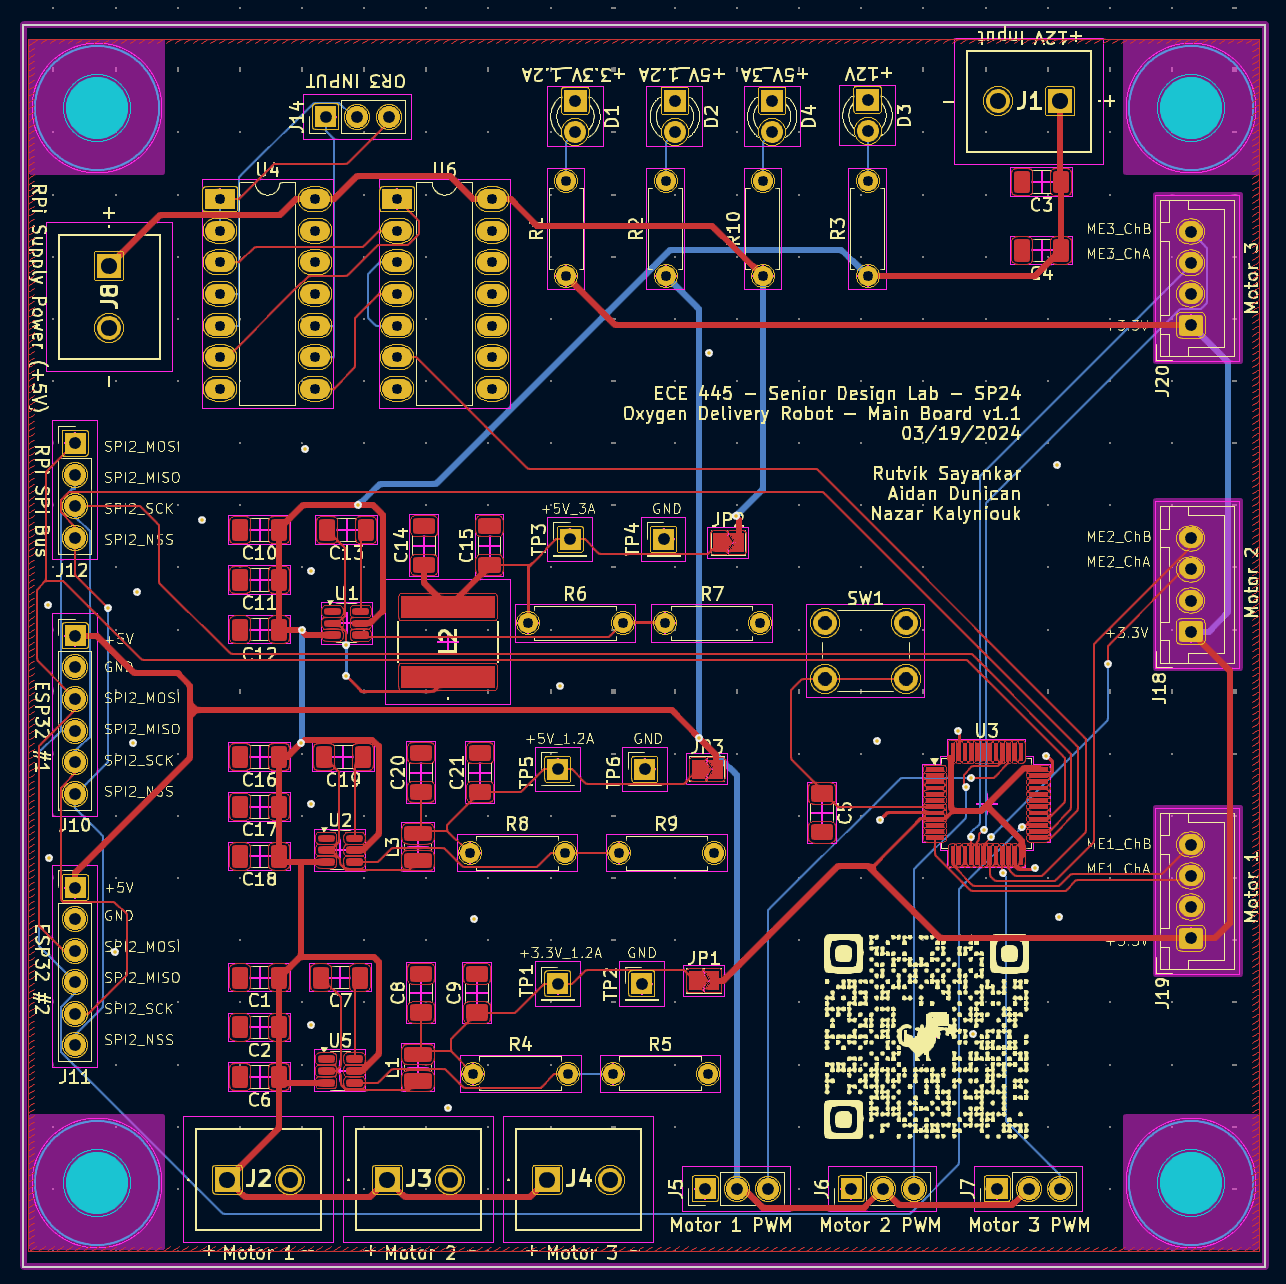 +12V Input
J1
+
−
OR3 INPUT
J14
+3.3V_1.2A
+5V_1.2A
+5V_3A
+12V
D1
D2
D4
D3
U4
U6
R2
R10
R3
C3
RPi Supply Power (+5V)
+
J8
−
ME3_ChB
ME3_ChA
+3.3V
Motor 3
J20
ECE 445 − Senior Design Lab − SP24
Oxygen Delivery Robot − Main Board v1.1
03/19/2024
Rutvik Sayankar
Aidan Dunican
Nazar Kalyniouk
RPI SPI Bus
SPI2_MOSI
SPI2_MISO
SPI2_SCK
SPI2_NSS
J12
C10
C13
C14
C15
+5V_3A
TP3
GND
TP4
JP2
C11
U1
C12
L2
R6
R7
SW1
ME2_ChB
ME2_ChA
+3.3V
Motor 2
J18
ESP32 #1
+5V
GND
SPI2_MOSI
SPI2_MISO
SPI2_SCK
SPI2_NSS
J10
C16
C19
C20
C21
+5V_1.2A
TP5
GND
TP6
JP3
U3
C17
U2
C18
L3
R8
R9
C5
ME1_ChB
ME1_ChA
+3.3V
Motor 1
J19
ESP32 #2
+5V
GND
SPI2_MOSI
SPI2_MISO
SPI2_SCK
SPI2_NSS
J11
C1
C7
C8
C9
+3.3V_1.2A
TP1
GND
TP2
JP1
C2
U5
C6
L1
R4
R5
J2
J3
J4
J5
J6
J7
+ Motor 1 −
+ Motor 2 −
+ Motor 3 −
Motor 1 PWM
Motor 2 PWM
Motor 3 PWM